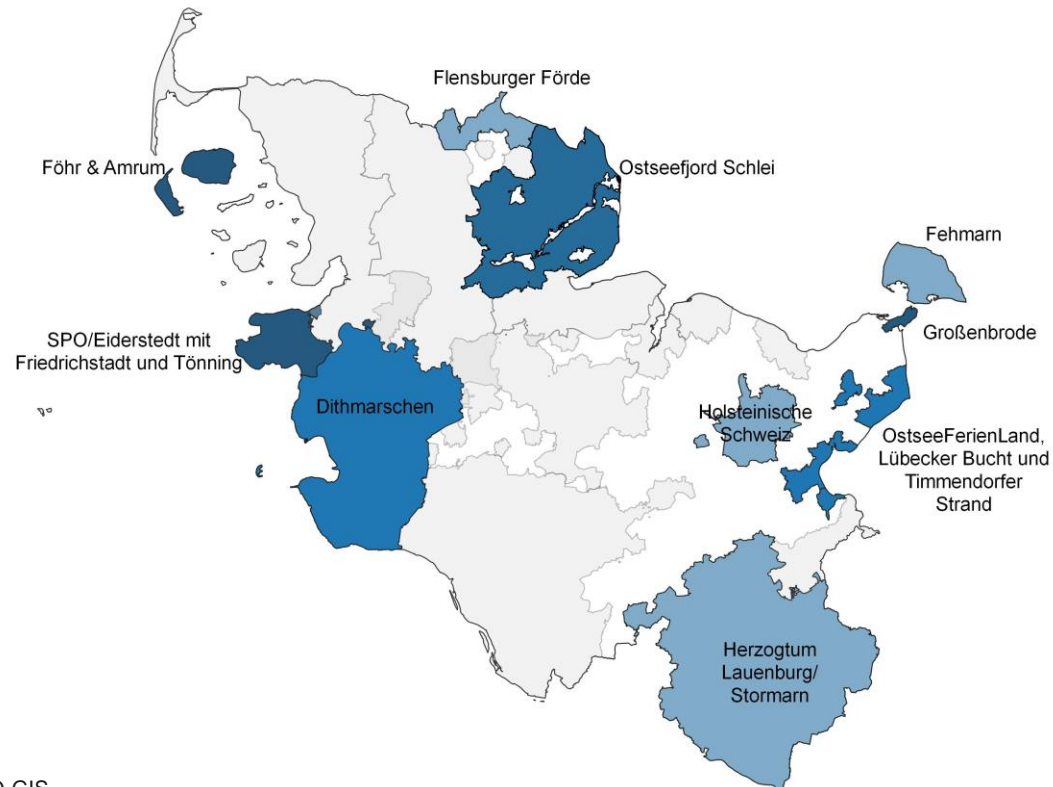 Flensburger Förde
Föhr & Amrum
Ostseefjord Schlei
Fehmarn
Großenbrode
SPO/Eiderstedt mit
Friedrichstadt und Tönning
Dithmarschen
Holsteinische
Schweiz
OstseeFerienLand,
Lübecker Bucht und
Timmendorfer
Strand
Herzogtum
Lauenburg/
Stormarn